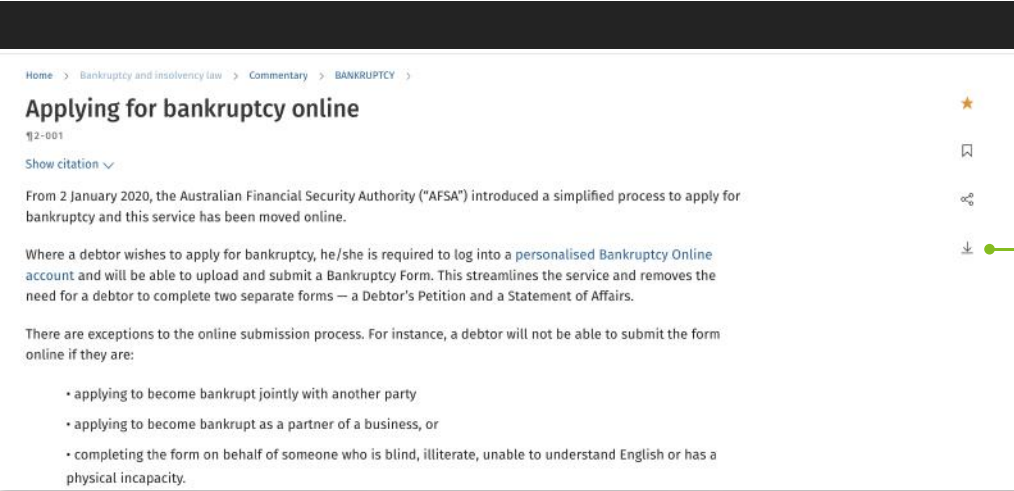 Home > Bankruptcy and insolvency law > Commentary > BANKRUPTCY >
Applying for bankruptcy online
¶2-001
Show citation
From 2 January 2020, the Australian Financial Security Authority (“AFSA”) introduced a simplified process to apply for
bankruptcy and this service has been moved online.
Where a debtor wishes to apply for bankruptcy, he/she is required to log into a personalised Bankruptcy Online
account and will be able to upload and submit a Bankruptcy Form. This streamlines the service and removes the
need for a debtor to complete two separate forms — a Debtor’s Petition and a Statement of Affairs.
There are exceptions to the online submission process. For instance, a debtor will not be able to submit the form
online if they are:
• applying to become bankrupt jointly with another party
• applying to become bankrupt as a partner of a business, or
• completing the form on behalf of someone who is blind, illiterate, unable to understand English or has a
physical incapacity.